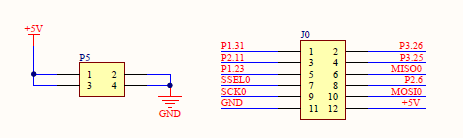 +5V
P5
1 2
3 4
GND
J0
P1.31 1 2 P3.26
P2.11 3 4 P3.25
P1.23 5 6 MISO0
SSEL0 7 8 P2.6
SCK0 9 10 MOSI0
GND 11 12 +5V